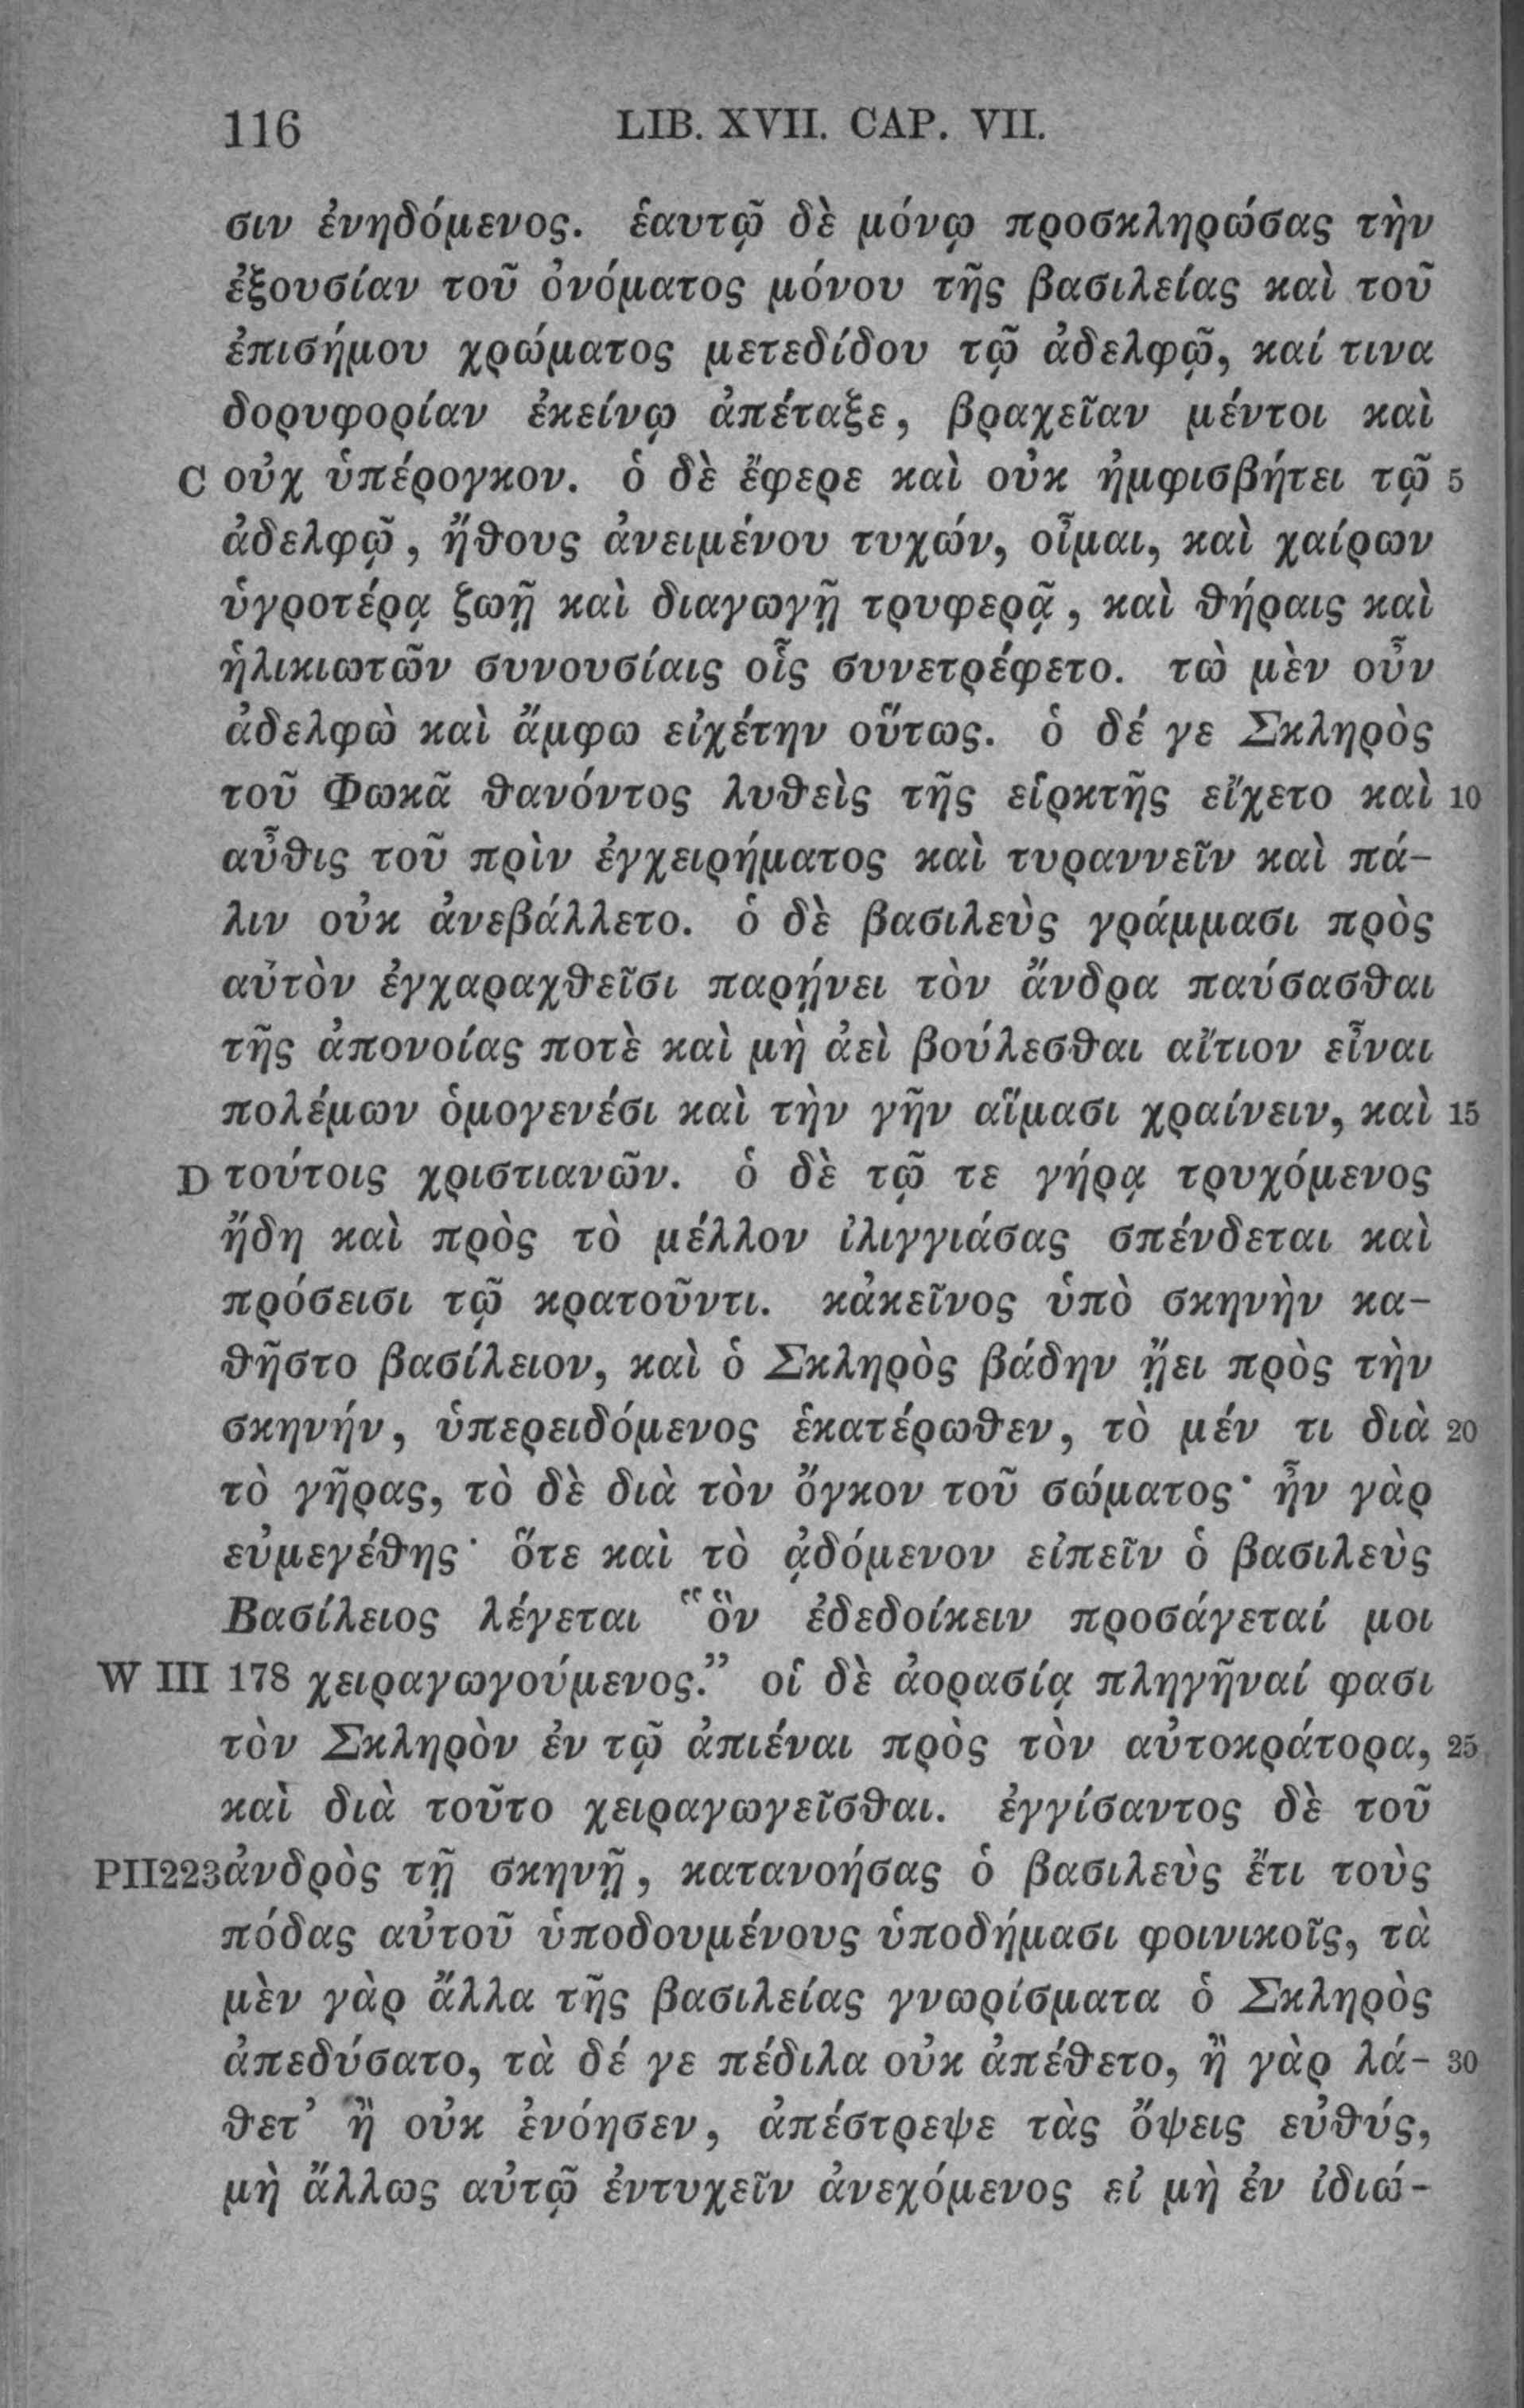 116 LIB. XVII. CAP. VII.
σιν ἐνηδόμενος. ἑαυτῷ δὲ μόνῳ προσκληρώσας τὴν
ἐξουσίαν τοῦ ὀνόματος μόνου τῆς βασιλείας καὶ τοῦ
ἐπισήμου χρώματος μετεδίδου τῷ ἀδελφῷ, καί τινα
δορυφορίαν ἐκείνῳ ἀπέταξε, βραχεῖαν μέντοι καὶ
C οὐχ ὑπέρογκον. ὁ δὲ ἔφερε καὶ οὐκ ἠμφισβήτει τῷ 5
ἀδελφῷ, ἤθους ἀνειμένου τυχών, οἶμαι, καὶ χαίρων
ὑγροτέρᾳ ζωῇ καὶ διαγωγῇ τρυφερᾷ, καὶ θήραις καὶ
ἡλικιωτῶν συνουσίαις οἷς συνετρέφετο. τὼ μὲν οὖν
ἀδελφὼ καὶ ἄμφω εἰχέτην οὕτως. ὁ δέ γε Σκληρὸς
τοῦ Φωκᾶ θανόντος λυθεὶς τῆς εἱρκτῆς εἴχετο καὶ 10
αὖθις τοῦ πρὶν ἐγχειρήματος καὶ τυραννεῖν καὶ πά-
λιν οὐκ ἀνεβάλλετο. ὁ δὲ βασιλεὺς γράμμασι πρὸς
αὐτὸν ἐγχαραχθεῖσι παρῄνει τὸν ἄνδρα παύσασθαι
τῆς ἀπονοίας ποτὲ καὶ μὴ ἀεὶ βούλεσθαι αἴτιον εἶναι
πολέμων ὁμογενέσι καὶ τὴν γῆν αἵμασι χραίνειν, καὶ 15
D τούτοις χριστιανῶν. ὁ δὲ τῷ τε γήρᾳ τρυχόμενος
ἤδη καὶ πρὸς τὸ μέλλον ἰλιγγιάσας σπένδεται καὶ
πρόσεισι τῷ κρατοῦντι. κἀκεῖνος ὑπὸ σκηνὴν κα-
θῆστο βασίλειον, καὶ ὁ Σκληρὸς βάδην ᾔει πρὸς τὴν
σκηνήν, ὑπερειδόμενος ἑκατέρωθεν, τὸ μέν τι διὰ 20
τὸ γῆρας, τὸ δὲ διὰ τὸν ὄγκον τοῦ σώματος· ἦν γὰρ
εὐμεγέθης· ὅτε καὶ τὸ ᾀδόμενον εἰπεῖν ὁ βασιλεὺς
Βασίλειος λέγεται “ὃν ἐδεδοίκειν προσάγεταί μοι
W III 178 χειραγωγούμενος.” οἱ δὲ ἀορασίᾳ πληγῆναί φασι
τὸν Σκληρὸν ἐν τῷ ἀπιέναι πρὸς τὸν αὐτοκράτορα, 25
καὶ διὰ τοῦτο χειραγωγεῖσθαι. ἐγγίσαντος δὲ τοῦ
PII223 ἀνδρὸς τῇ σκηνῇ, κατανοήσας ὁ βασιλεὺς ἔτι τοὺς
πόδας αὐτοῦ ὑποδουμένους ὑποδήμασι φοινικοῖς, τὰ
μὲν γὰρ ἄλλα τῆς βασιλείας γνωρίσματα ὁ Σκληρὸς
ἀπεδύσατο, τὰ δέ γε πέδιλα οὐκ ἀπέθετο, ἢ γὰρ λά- 30
θετ’ ἢ οὐκ ἐνόησεν, ἀπέστρεψε τὰς ὄψεις εὐθύς,
μὴ ἄλλως αὐτῷ ἐντυχεῖν ἀνεχόμενος εἰ μὴ ἐν ἰδιώ-